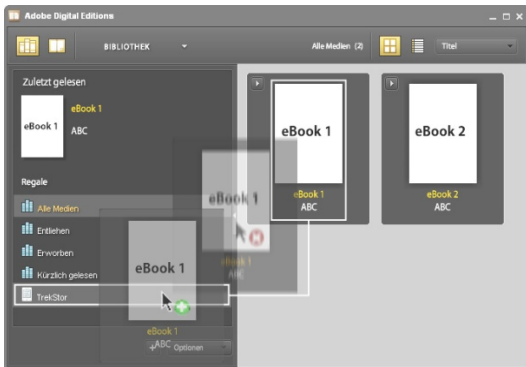 Adobe Digital Editions
BIBLIOTHEK
Alle Medien (2)
Titel
Zuletzt gelesen
eBook 1
eBook 1
ABC
Regale
Alle Medien
Entliehen
Erworben
Kürzlich gelesen
TrekStor
eBook 1
eBook 1
ABC
eBook 2
eBook 2
ABC
eBook 1
eBook 1
ABC
eBook 1
eBook 1
ABC
Optionen